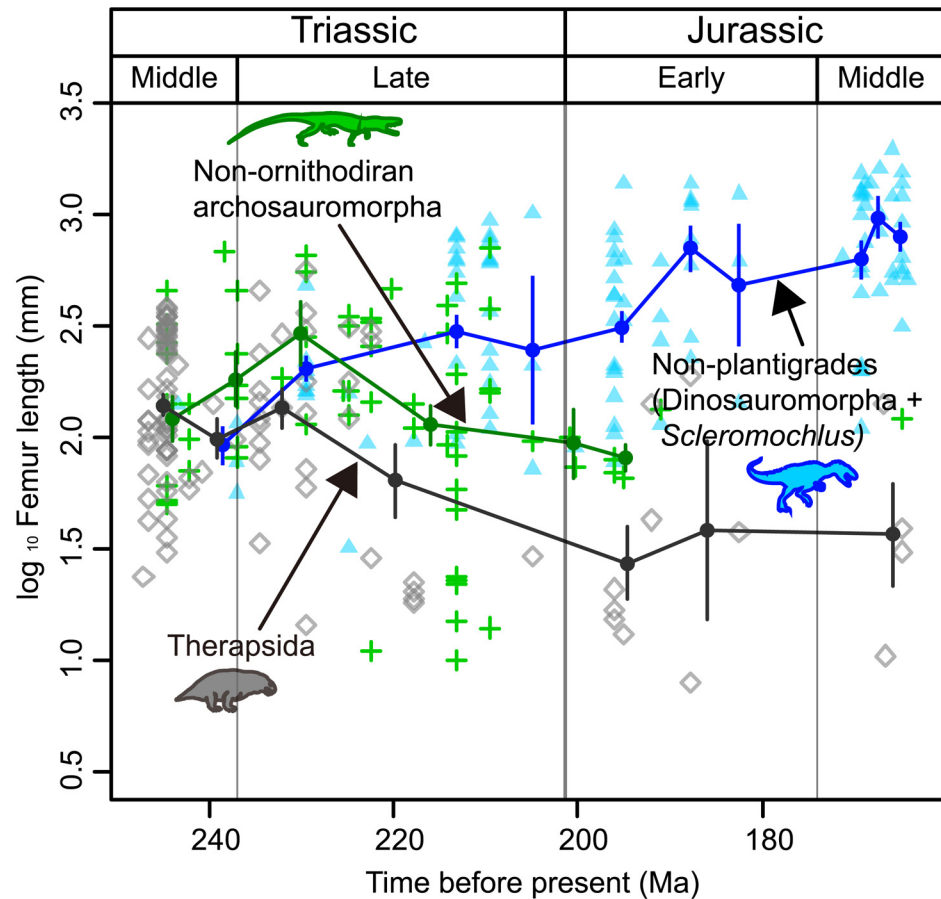 Triassic
Jurassic
Middle
Late
Early
Middle
3.5
3.0
2.5
2.0
1.5
1.0
0.5
log 10 Femur length (mm)
Non-ornithodiran
archosauromorpha
Non-plantigrades
(Dinosauromorpha +
Scleromochlus)
Therapsida
240
220
200
180
Time before present (Ma)